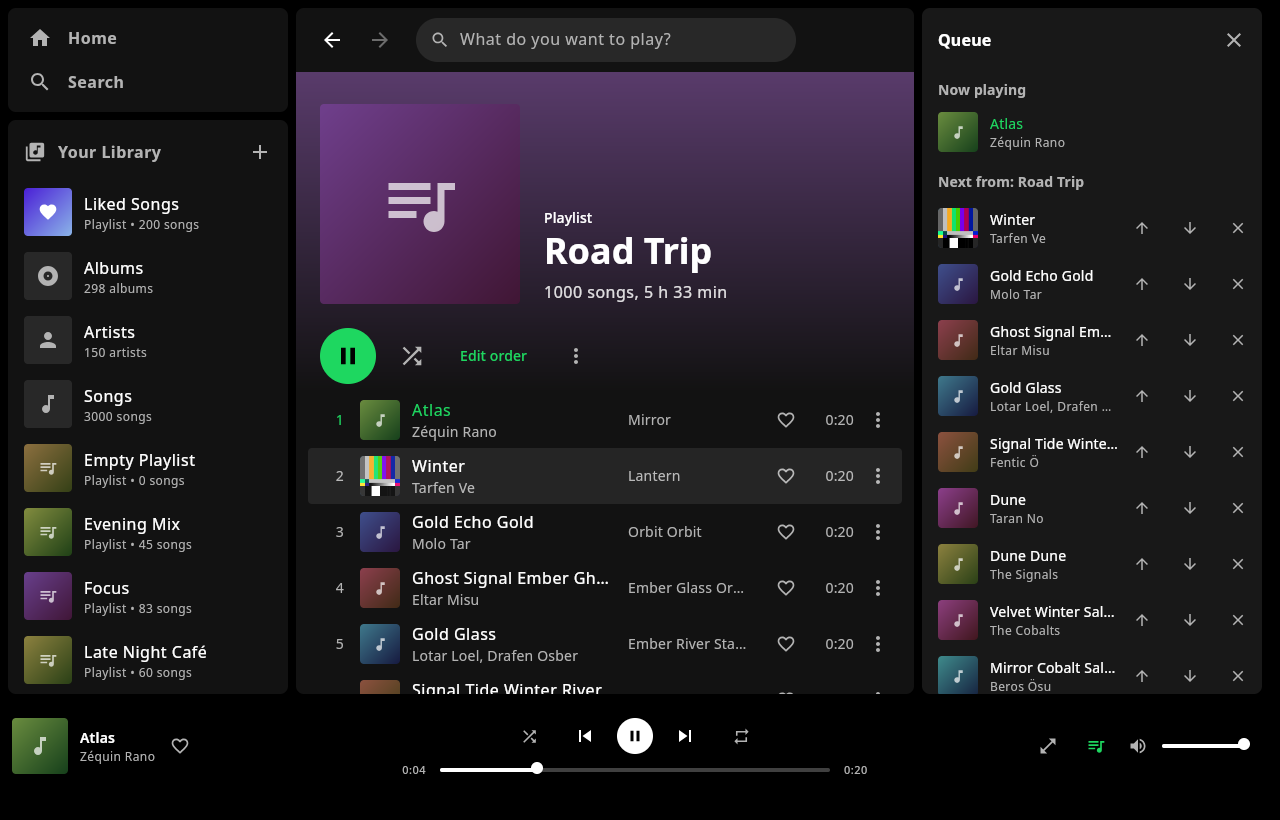 Home
Search
Your Library
Liked Songs
Playlist • 200 songs
Albums
298 albums
Artists
150 artists
Songs
3000 songs
Empty Playlist
Playlist • 0 songs
Evening Mix
Playlist • 45 songs
Focus
Playlist • 83 songs
Late Night Café
Playlist • 60 songs
What do you want to play?
Playlist
Road Trip
1000 songs, 5 h 33 min
Edit order
1
Atlas
Zéquin Rano
Mirror
0:20
2
Winter
Tarfen Ve
Lantern
0:20
3
Gold Echo Gold
Molo Tar
Orbit Orbit
0:20
4
Ghost Signal Ember Gh...
Eltar Misu
Ember Glass Or...
0:20
5
Gold Glass
Lotar Loel, Drafen Osber
Ember River Sta...
0:20
Signal Tide Winter River
Queue
Now playing
Atlas
Zéquin Rano
Next from: Road Trip
Winter
Tarfen Ve
Gold Echo Gold
Molo Tar
Ghost Signal Em...
Eltar Misu
Gold Glass
Lotar Loel, Drafen ...
Signal Tide Winte...
Fentic Ö
Dune
Taran No
Dune Dune
The Signals
Velvet Winter Sal...
The Cobalts
Mirror Cobalt Sal...
Beros Ösu
Atlas
Zéquin Rano
0:04
0:20